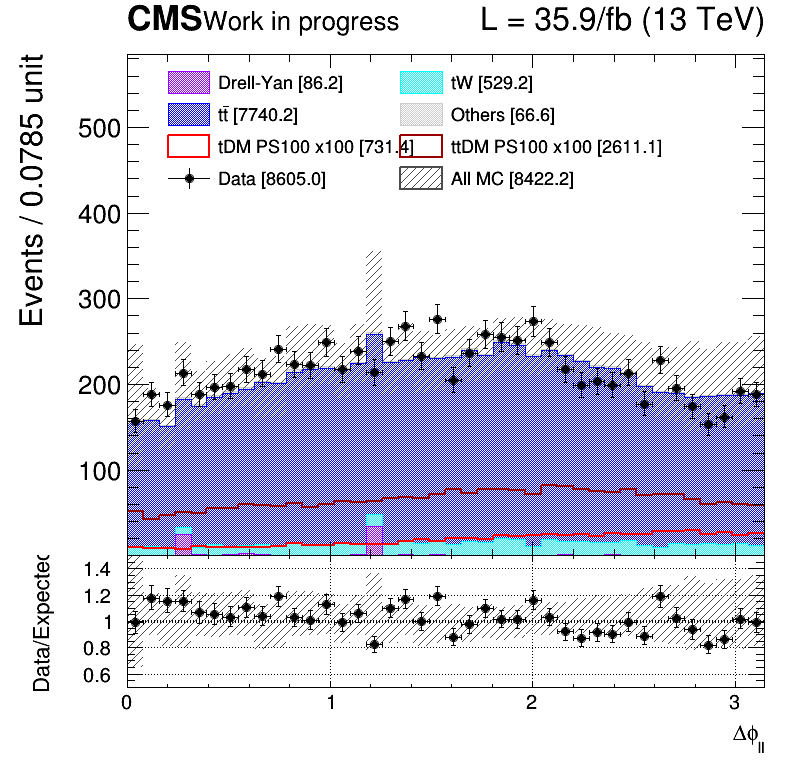 CMS Work in progress L = 35.9/fb (13 TeV)
Events / 0.0785 unit
Drell-Yan [86.2] tW [529.2]
tt̄ [7740.2] Others [66.6]
tDM PS100 x100 [731.4] ttDM PS100 x100 [2611.1]
Data [8605.0] All MC [8422.2]
500
400
300
200
100
Data/Expected
1.4
1.2
1
0.8
0.6
0 1 2 3
Δϕ_ll